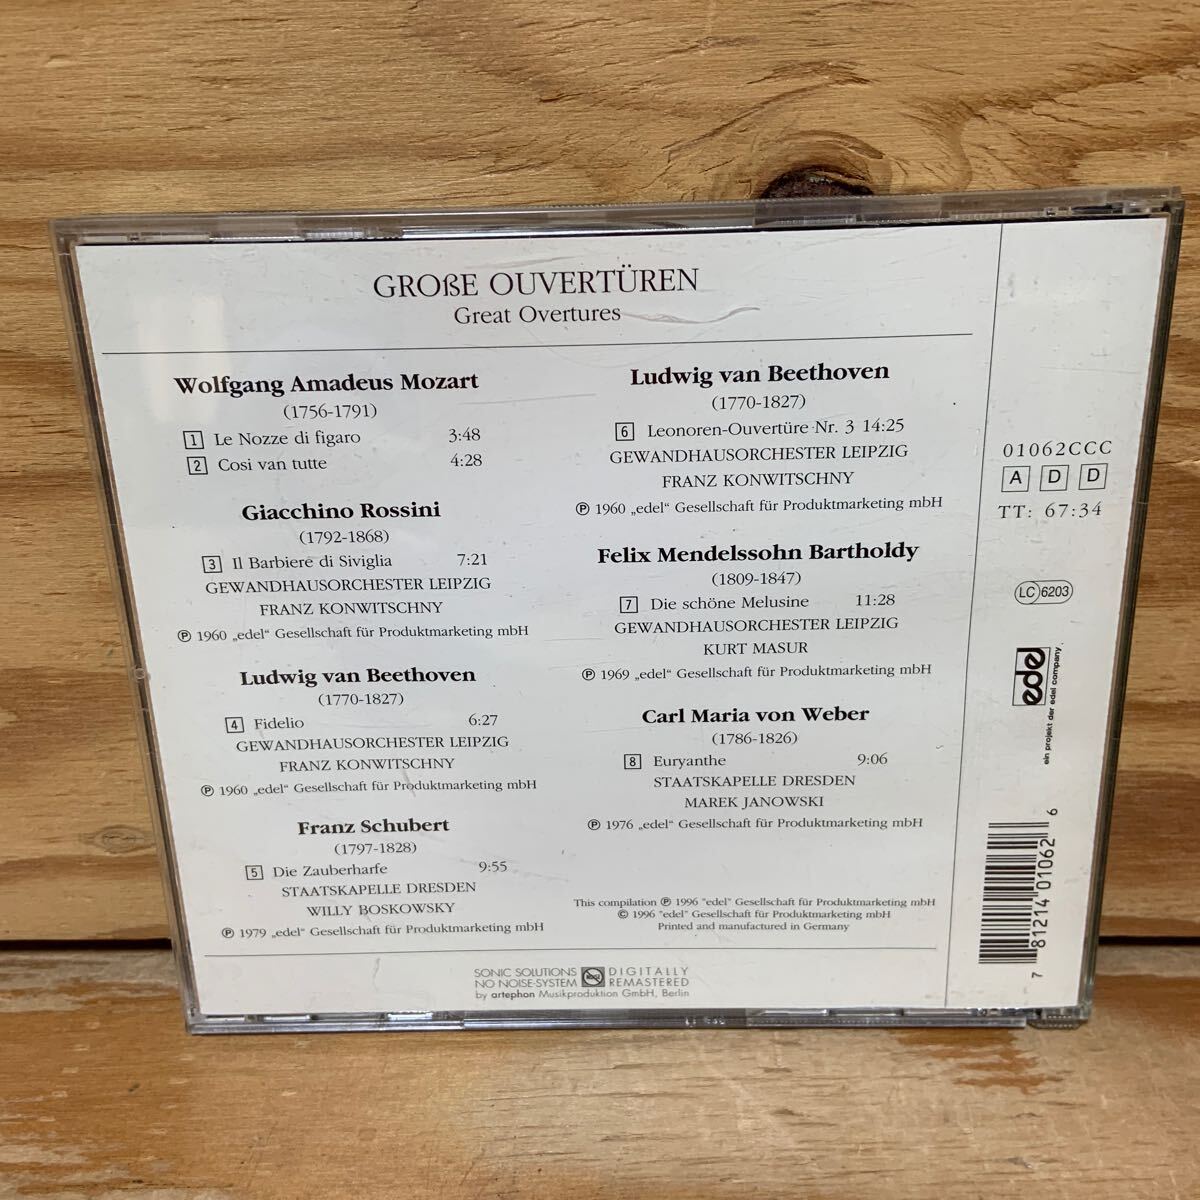 GROßE OUVERTÜREN
Great Overtures
Wolfgang Amadeus Mozart
(1756-1791)
1 Le Nozze di figaro 3:48
2 Cosi van tutte 4:28
Giacchino Rossini
(1792-1868)
3 Il Barbiere di Siviglia 7:21
GEWANDHAUSORCHESTER LEIPZIG
FRANZ KONWITSCHNY
℗ 1960 „edel“ Gesellschaft für Produktmarketing mbH
Ludwig van Beethoven
(1770-1827)
4 Fidelio 6:27
GEWANDHAUSORCHESTER LEIPZIG
FRANZ KONWITSCHNY
℗ 1960 „edel“ Gesellschaft für Produktmarketing mbH
Franz Schubert
(1797-1828)
5 Die Zauberharfe 9:55
STAATSKAPELLE DRESDEN
WILLY BOSKOWSKY
℗ 1979 „edel“ Gesellschaft für Produktmarketing mbH
Ludwig van Beethoven
(1770-1827)
6 Leonoren-Ouvertüre Nr. 3 14:25
GEWANDHAUSORCHESTER LEIPZIG
FRANZ KONWITSCHNY
℗ 1960 „edel“ Gesellschaft für Produktmarketing mbH
Felix Mendelssohn Bartholdy
(1809-1847)
7 Die schöne Melusine 11:28
GEWANDHAUSORCHESTER LEIPZIG
KURT MASUR
℗ 1969 „edel“ Gesellschaft für Produktmarketing mbH
Carl Maria von Weber
(1786-1826)
8 Euryanthe 9:06
STAATSKAPELLE DRESDEN
MAREK JANOWSKI
℗ 1976 „edel“ Gesellschaft für Produktmarketing mbH
This compilation ℗ 1996 "edel" Gesellschaft für Produktmarketing mbH
© 1996 "edel" Gesellschaft für Produktmarketing mbH
Printed and manufactured in Germany
SONIC SOLUTIONS
NO NOISE-SYSTEM
DIGITALLY
REMASTERED
by artephon Musikproduktion GmbH, Berlin
01062CCC
A D D
TT: 67:34
LC 6203
edel
ein projekt der edel company
7 81214 01062 6